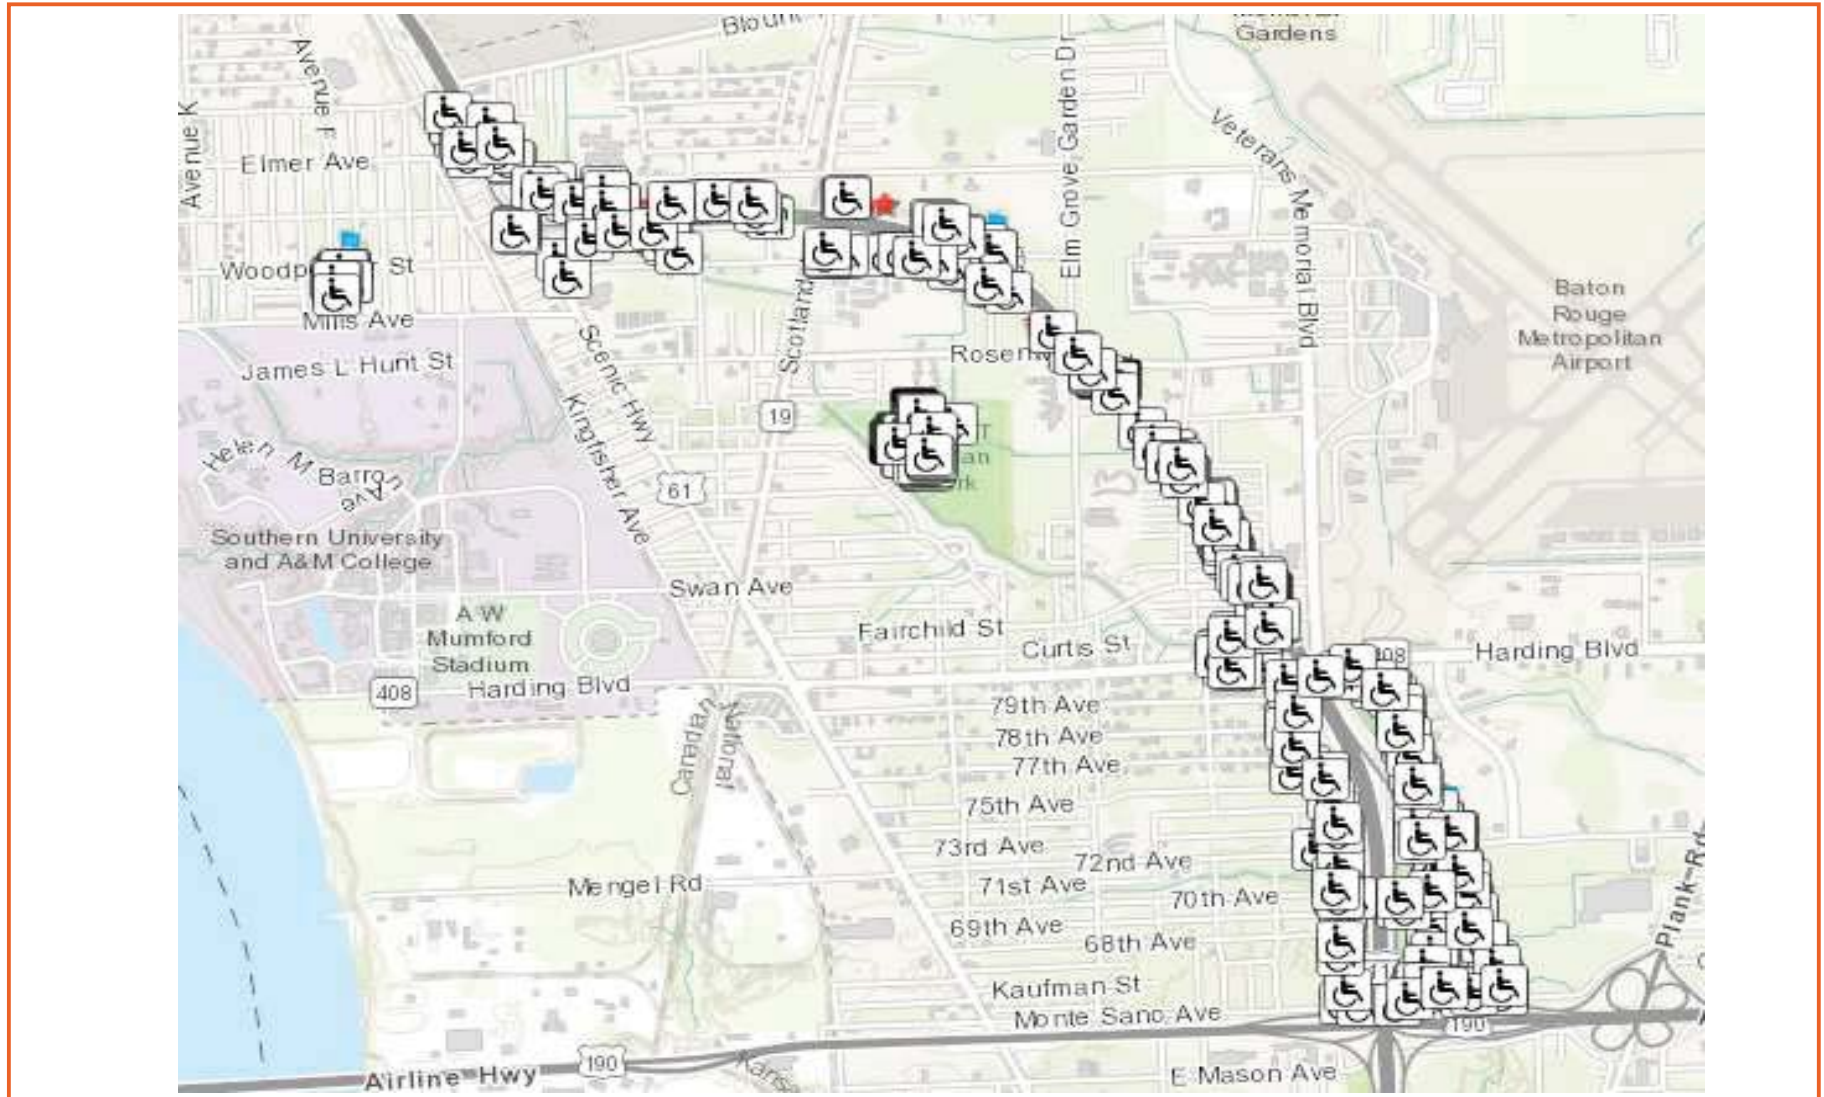 Blount
Gardens
Avenue F
Avenue K
Elm Grove Garden Dr
Veterans Memorial Blvd
Elmer Ave
St
Mills Ave
James L Hunt St
Scenic Hwy
Scotland
19
Baton
Rouge
Metropolitan
Airport
Helen M Barron
Ave
Kingfisher Ave
61
Southern University
and A&M College
Swan Ave
A W
Mumford
Stadium
Fairchild St
Curtis St
408
Harding Blvd
408
Harding Blvd
Canadian
National
79th Ave
78th Ave
77th Ave
75th Ave
73rd Ave
72nd Ave
Mengel Rd
71st Ave
70th Ave
69th Ave
68th Ave
Plank Rd
Kaufman St
Monte Sano Ave
190
190
Airline Hwy
E Mason Ave